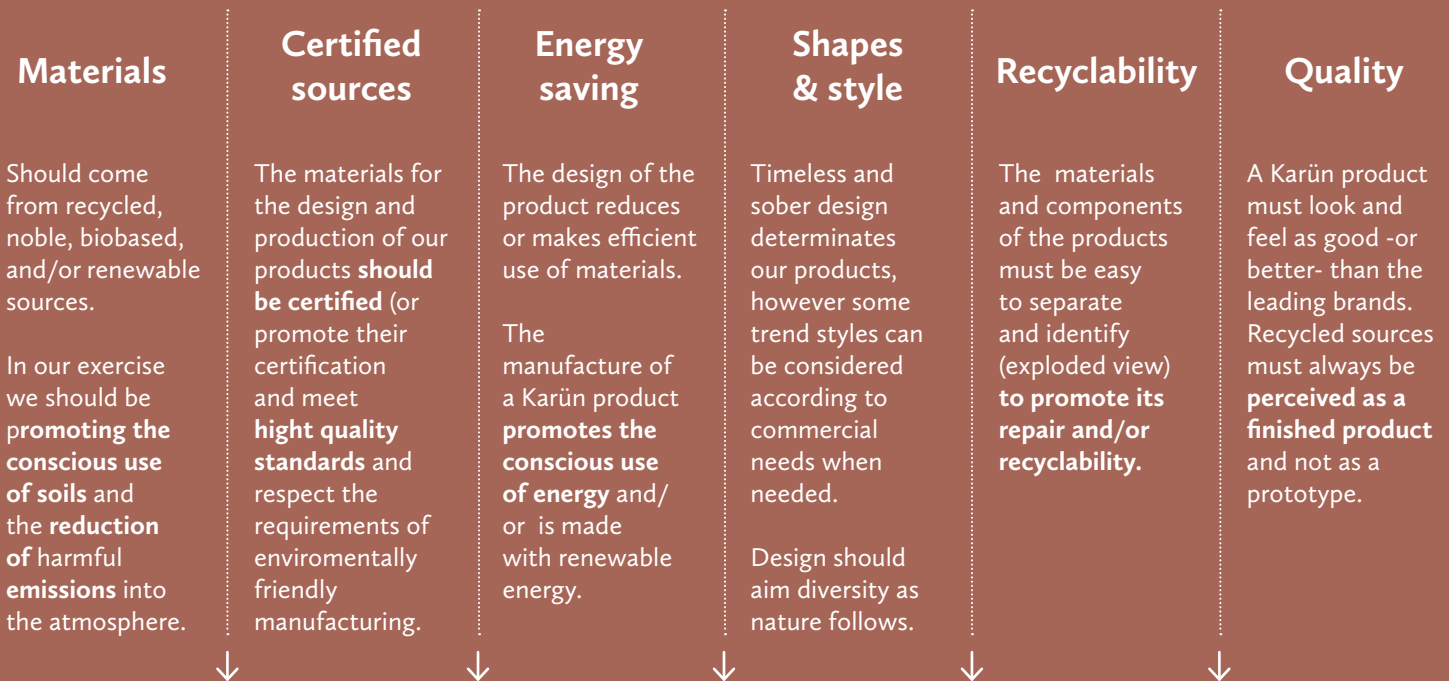 Materials
Should come
from recycled,
noble, biobased,
and/or renewable
sources.
In our exercise
we should be
promoting the
conscious use
of soils and
the reduction
of harmful
emissions into
the atmosphere.
Certified
sources
The materials for
the design and
production of our
products should
be certified (or
promote their
certification
and meet
hight quality
standards and
respect the
requirements of
enviromentally
friendly
manufacturing.
Energy
saving
The design of the
product reduces
or makes efficient
use of materials.
The
manufacture of
a Karün product
promotes the
conscious use
of energy and/
or is made
with renewable
energy.
Shapes
& style
Timeless and
sober design
determinates
our products,
however some
trend styles can
be considered
according to
commercial
needs when
needed.
Design should
aim diversity as
nature follows.
Recyclability
The materials
and components
of the products
must be easy
to separate
and identify
(exploded view)
to promote its
repair and/or
recyclability.
Quality
A Karün product
must look and
feel as good -or
better- than the
leading brands.
Recycled sources
must always be
perceived as a
finished product
and not as a
prototype.